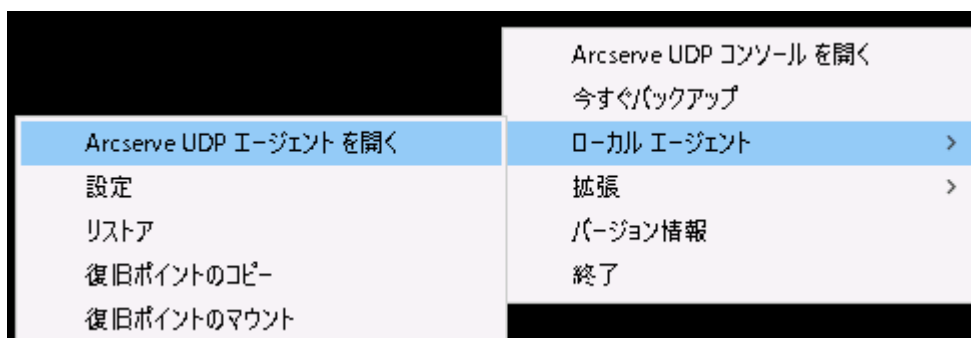 Arcserve UDP コンソール を開く
今すぐバックアップ
ローカル エージェント
拡張
バージョン情報
終了
Arcserve UDP エージェント を開く
設定
リストア
復旧ポイントのコピー
復旧ポイントのマウント